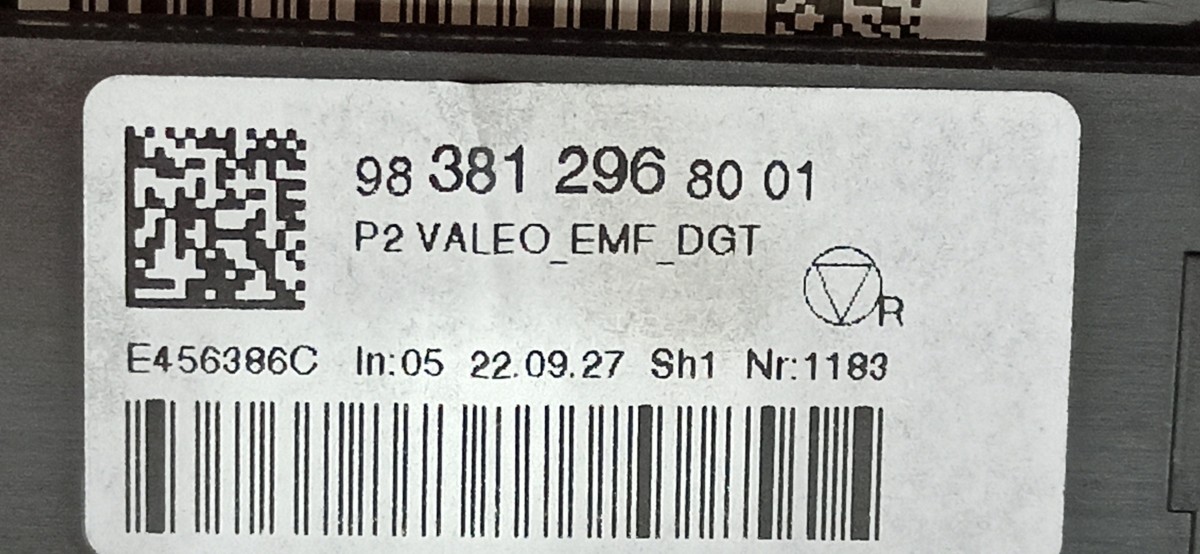 98 381 296 80 01
P2 VALEO_EMF_DGT
R
E456386C In:05 22.09.27 Sh1 Nr:1183